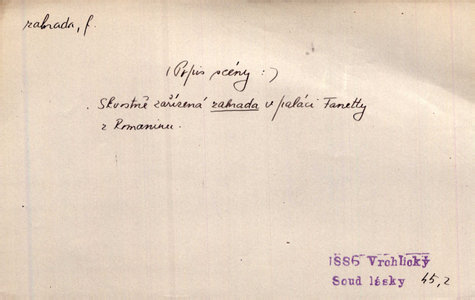 zahrada, f.
(Popis scény :)
Skvostně zařízená zahrada v paláci Fanetty
z Romaninu.
1886 Vrchlický
Soud lásky 45,2